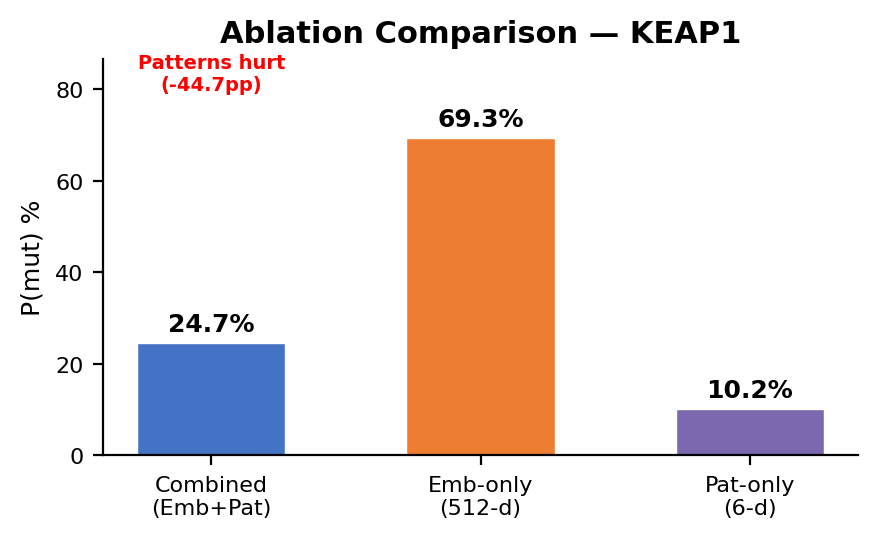 Ablation Comparison — KEAP1
Patterns hurt
(-44.7pp)
80
60
40
20
0
P(mut) %
24.7%
69.3%
10.2%
Combined
(Emb+Pat)
Emb-only
(512-d)
Pat-only
(6-d)